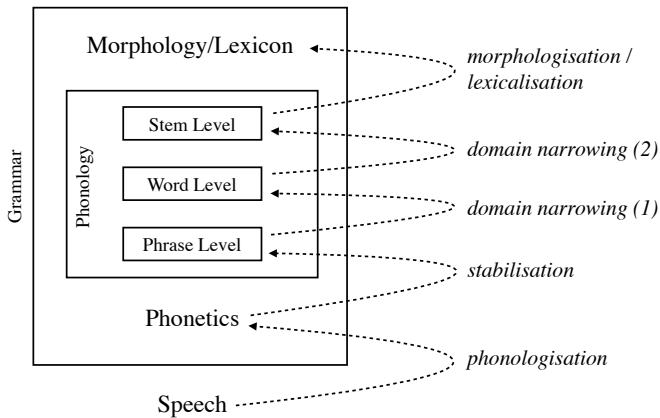 Morphology/Lexicon
morphologisation /
lexicalisation
Stem Level
domain narrowing (2)
Word Level
domain narrowing (1)
Phrase Level
stabilisation
Phonology
Grammar
Phonetics
phonologisation
Speech